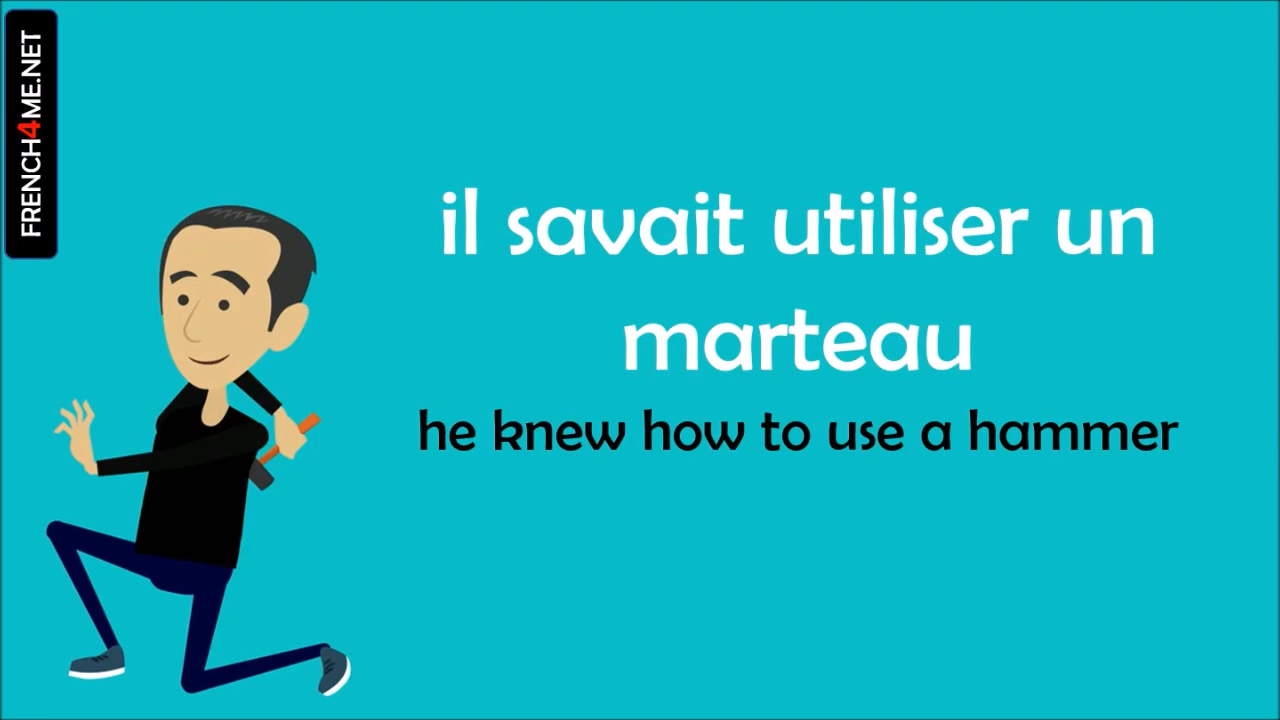 FRENCH4ME.NET
il savait utiliser un
marteau
he knew how to use a hammer